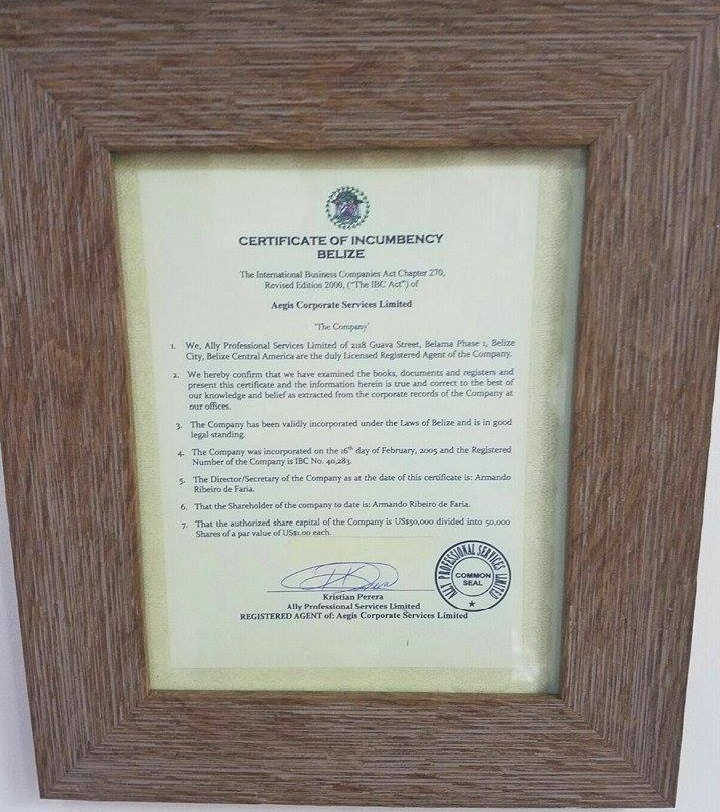 CERTIFICATE OF INCUMBENCY
BELIZE
The International Business Companies Act Chapter 270,
Revised Edition 2000, ("The IBC Act") of
Aegis Corporate Services Limited
'The Company'
1. We, Ally Professional Services Limited of 2118 Guava Street, Belama Phase 1, Belize
City, Belize Central America are the duly Licensed Registered Agent of the Company.
2. We hereby confirm that we have examined the books, documents and registers and
present this certificate and the information herein is true and correct to the best of
our knowledge and belief as extracted from the corporate records of the Company at
our offices.
3. The Company has been validly incorporated under the Laws of Belize and is in good
legal standing.
4. The Company was incorporated on the 16th day of February, 2005 and the Registered
Number of the Company is IBC No. 40,283.
5. The Director/Secretary of the Company as at the date of this certificate is: Armando
Ribeiro de Faria.
6. That the Shareholder of the company to date is: Armando Ribeiro de Faria.
7. That the authorized share capital of the Company is US$50,000 divided into 50,000
Shares of a par value of US$1.00 each.
ALLY PROFESSIONAL SERVICES LIMITED
COMMON
SEAL
Kristian Perera
Ally Professional Services Limited
REGISTERED AGENT of: Aegis Corporate Services Limited